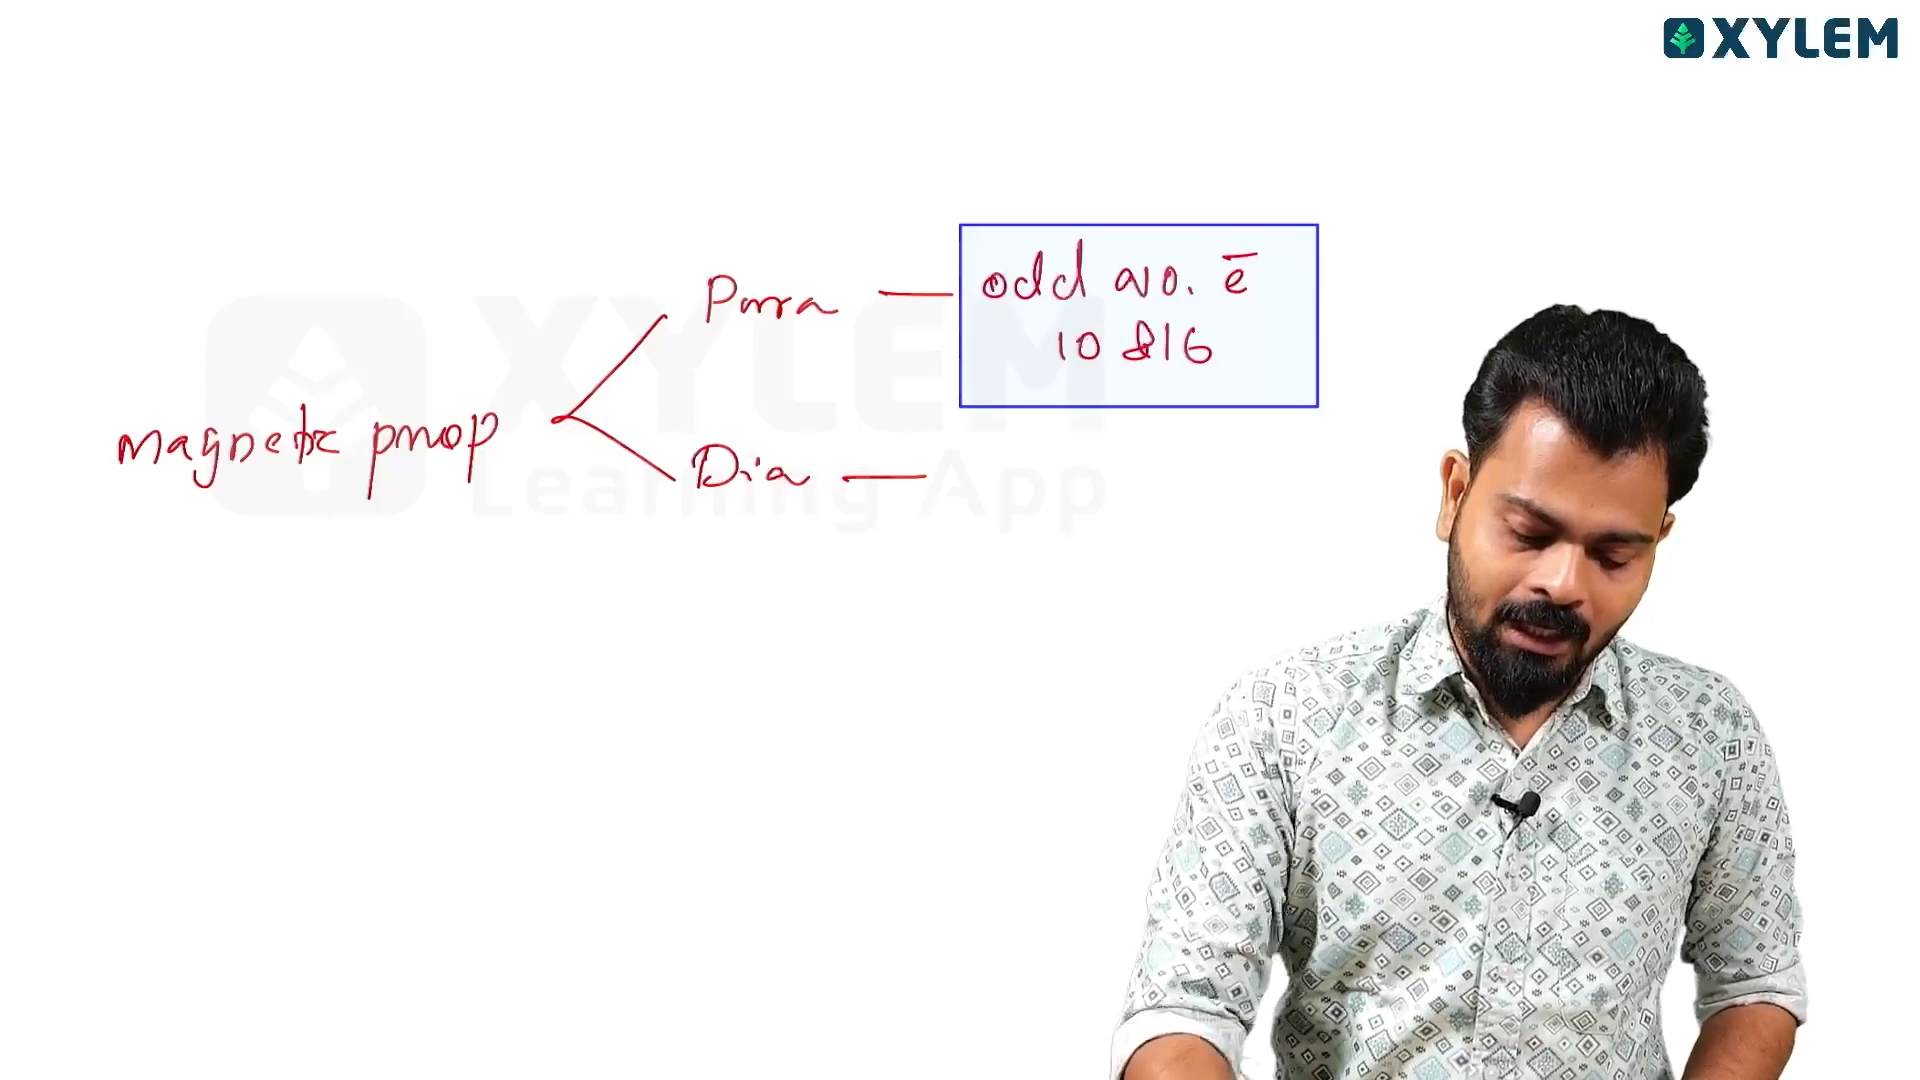 XYLEM
odd no. ē
Para —
10 & 16
magnetic prop
Dia —
XYLEM
Learning App